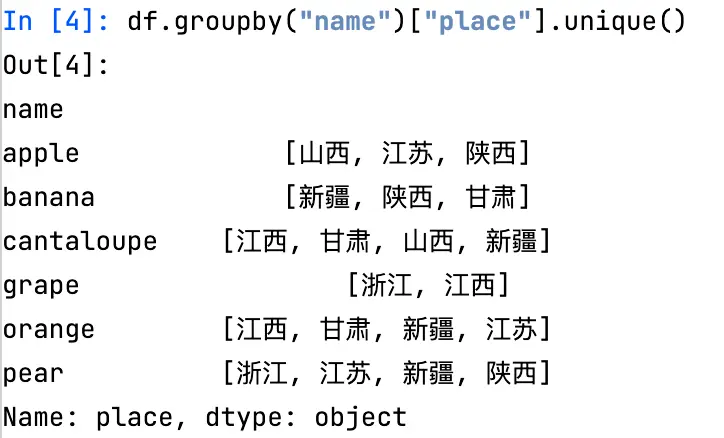 In [4]: df.groupby("name")["place"].unique()
Out[4]:
name
apple [山西, 江苏, 陕西]
banana [新疆, 陕西, 甘肃]
cantaloupe [江西, 甘肃, 山西, 新疆]
grape [浙江, 江西]
orange [江西, 甘肃, 新疆, 江苏]
pear [浙江, 江苏, 新疆, 陕西]
Name: place, dtype: object